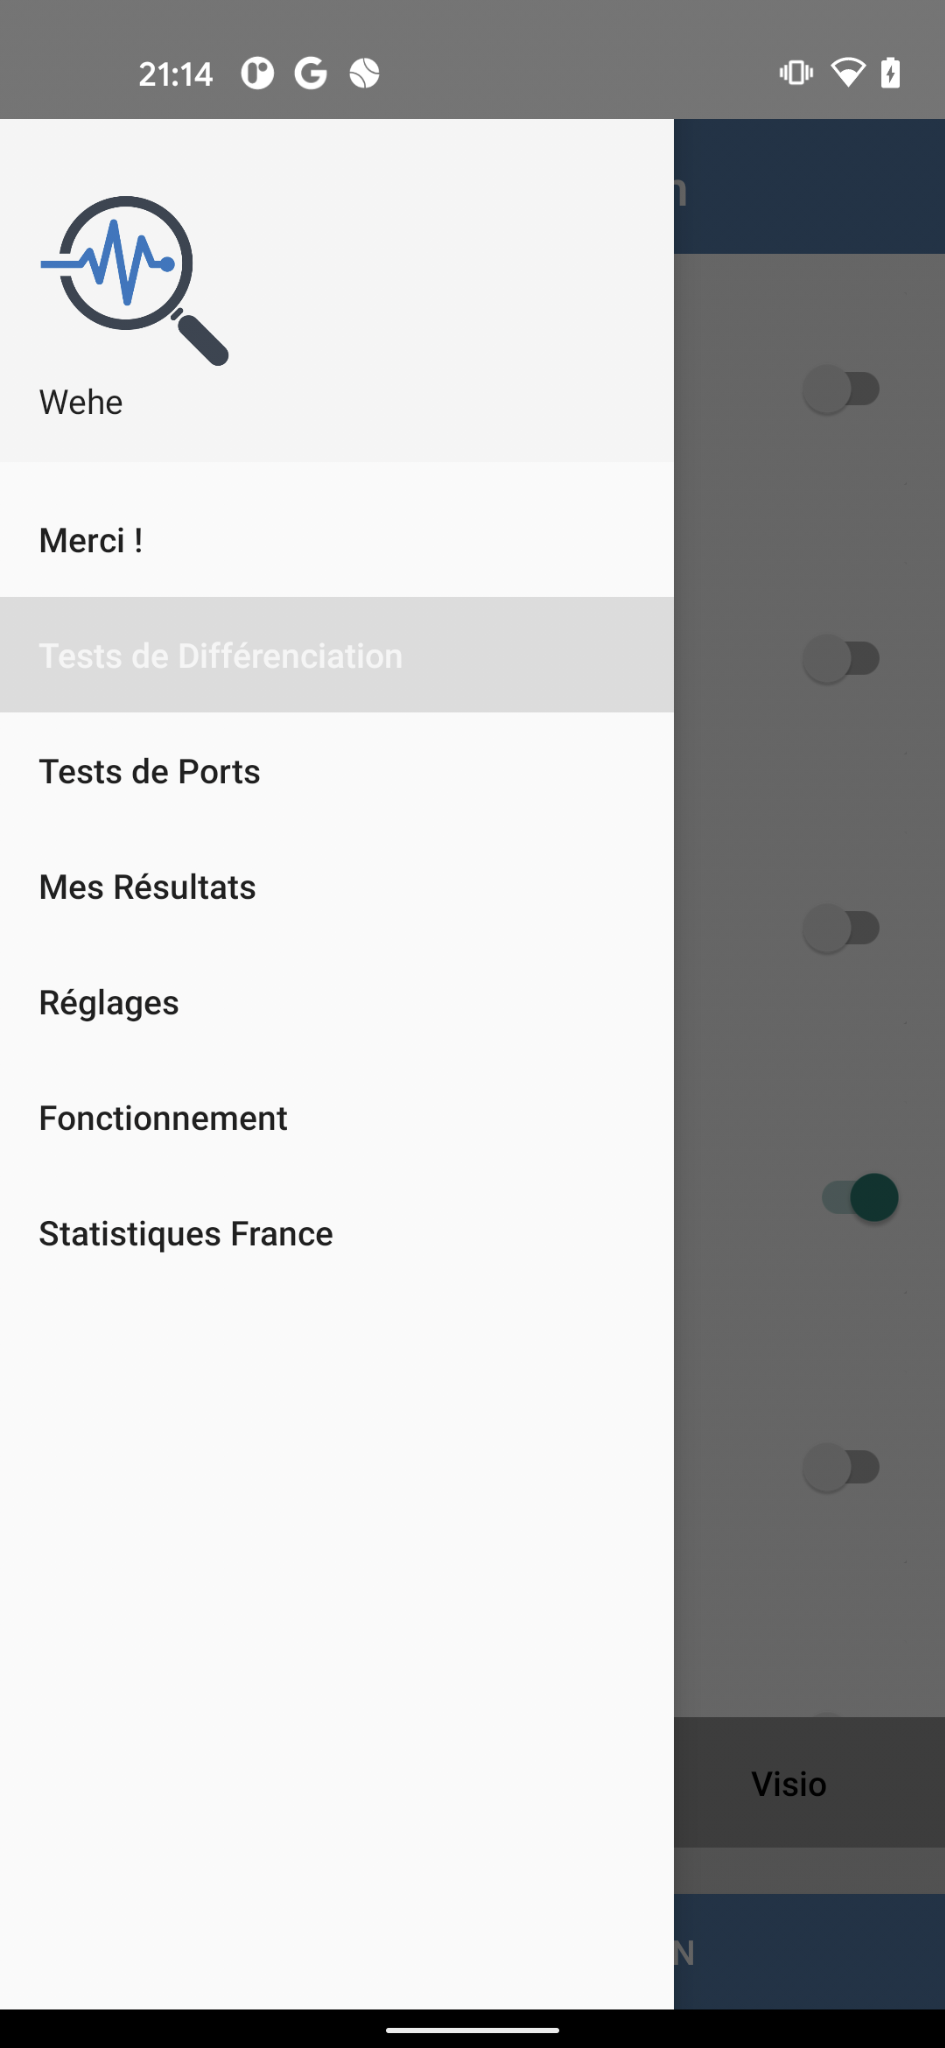 21:14
n
Wehe
Merci !
Tests de Différenciation
Tests de Ports
Mes Résultats
Réglages
Fonctionnement
Statistiques France
Visio
N